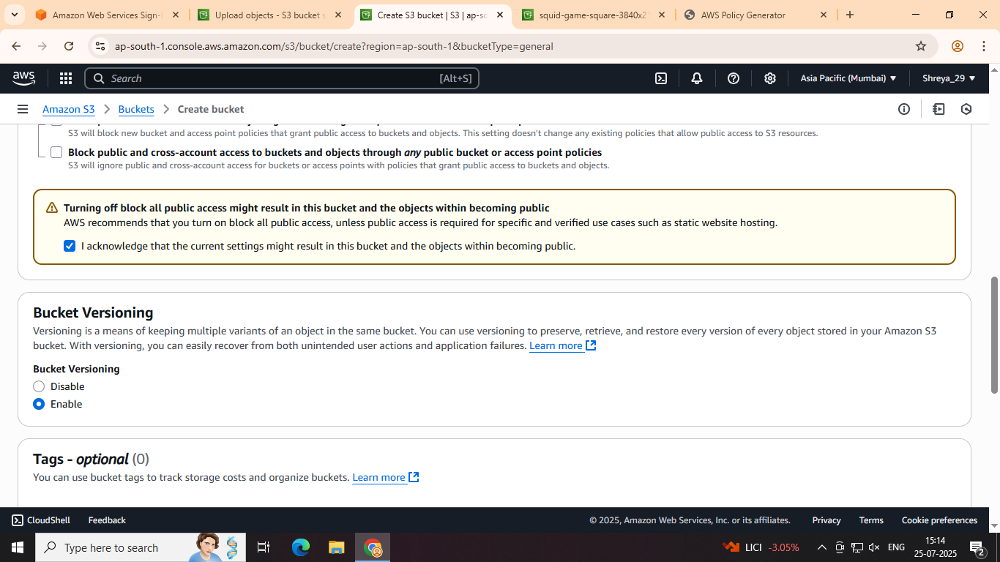 Amazon Web Services Sign-I
Upload objects - S3 bucket s
Create S3 bucket | S3 | ap-sc
squid-game-square-3840x2
AWS Policy Generator
ap-south-1.console.aws.amazon.com/s3/bucket/create?region=ap-south-1&bucketType=general
aws
Search
[Alt+S]
Asia Pacific (Mumbai)
Shreya_29
Amazon S3
Buckets
Create bucket
S3 will block new bucket and access point policies that grant public access to buckets and objects. This setting doesn't change any existing policies that allow public access to S3 resources.
Block public and cross-account access to buckets and objects through any public bucket or access point policies
S3 will ignore public and cross-account access for buckets or access points with policies that grant public access to buckets and objects.
Turning off block all public access might result in this bucket and the objects within becoming public
AWS recommends that you turn on block all public access, unless public access is required for specific and verified use cases such as static website hosting.
I acknowledge that the current settings might result in this bucket and the objects within becoming public.
Bucket Versioning
Versioning is a means of keeping multiple variants of an object in the same bucket. You can use versioning to preserve, retrieve, and restore every version of every object stored in your Amazon S3
bucket. With versioning, you can easily recover from both unintended user actions and application failures. Learn more
Bucket Versioning
Disable
Enable
Tags - optional (0)
You can use bucket tags to track storage costs and organize buckets. Learn more
CloudShell
Feedback
© 2025, Amazon Web Services, Inc. or its affiliates.
Privacy
Terms
Cookie preferences
Type here to search
LICI -3.05%
ENG
15:14
25-07-2025
2